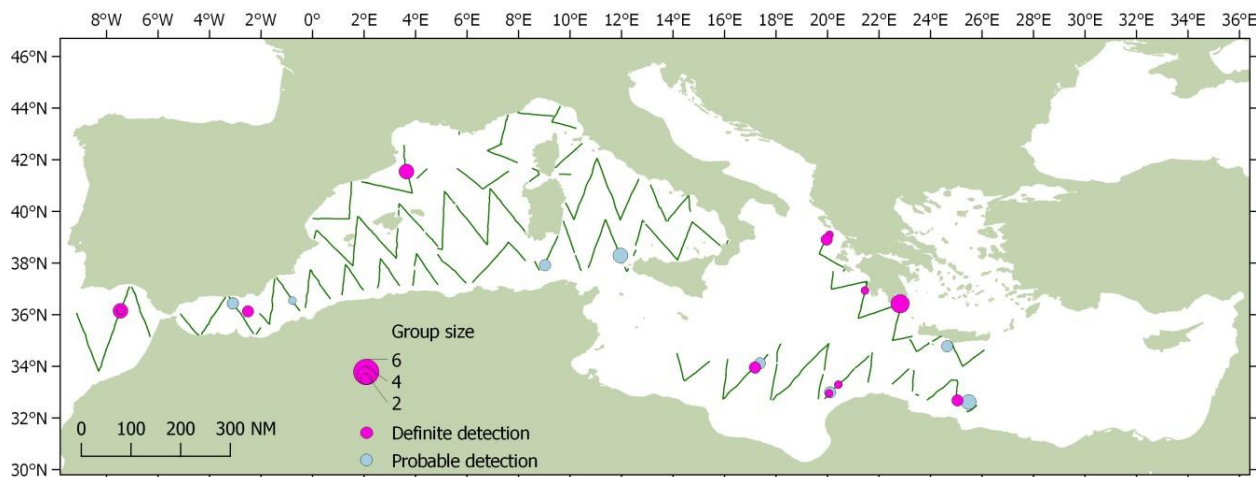 8°W 6°W 4°W 2°W 0° 2°E 4°E 6°E 8°E 10°E 12°E 14°E 16°E 18°E 20°E 22°E 24°E 26°E 28°E 30°E 32°E 34°E 36°E
46°N
44°N
42°N
40°N
38°N
36°N
34°N
32°N
30°N
Group size
6
4
2
0 100 200 300 NM
Definite detection
Probable detection